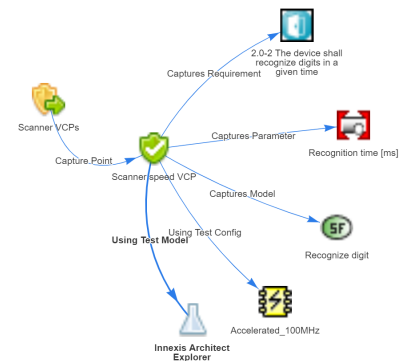 2.0-2 The device shall
recognize digits in a
given time
Captures Requirement
Scanner VCPs
Captures Parameter
Recognition time [ms]
Capture Point
Scanner speed VCP
Captures Model
SF
Using Test Config
Using Test Model
Recognize digit
Accelerated_100MHz
Innexis Architect
Explorer